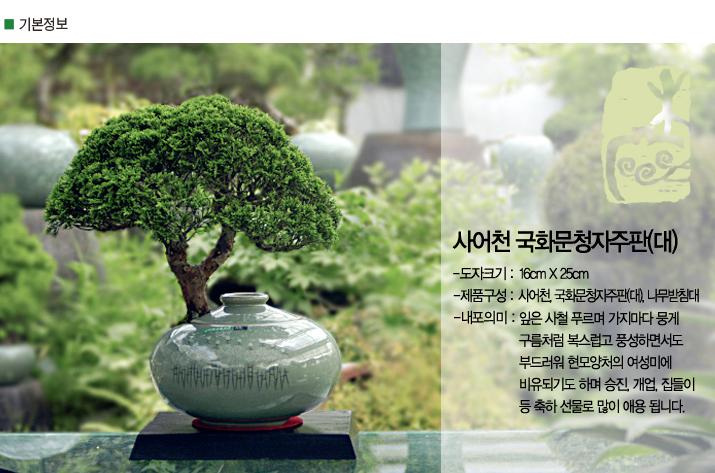 기본정보
사어천 국화문청자주판(대)
-도자크기 : 16cm X 25cm
-제품구성 : 사어천, 국화문청자주판(대), 나무받침대
-내포의미 : 잎은 사철 푸르며 가지마다 뭉게
구름처럼 복스럽고 풍성하면서도
부드러워 현모양처의 여성미에
비유되기도 하며 승진, 개업, 집들이
등 축하 선물로 많이 애용 됩니다.